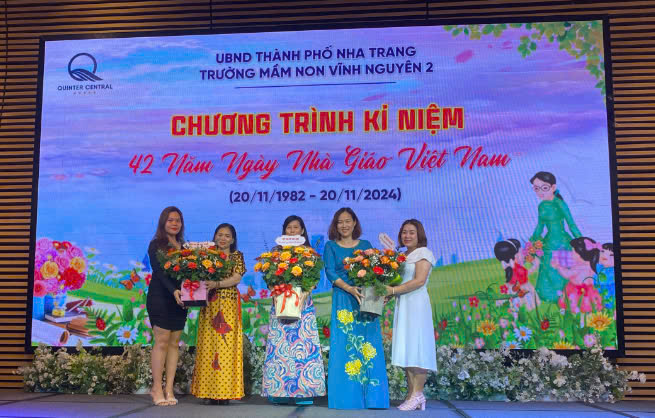 UBND THÀNH PHỐ NHA TRANG
TRƯỜNG MẦM NON VĨNH NGUYÊN 2
QUINTER CENTRAL
CHƯƠNG TRÌNH KỈ NIỆM
42 Năm Ngày Nhà Giáo Việt Nam
(20/11/1982 - 20/11/2024)